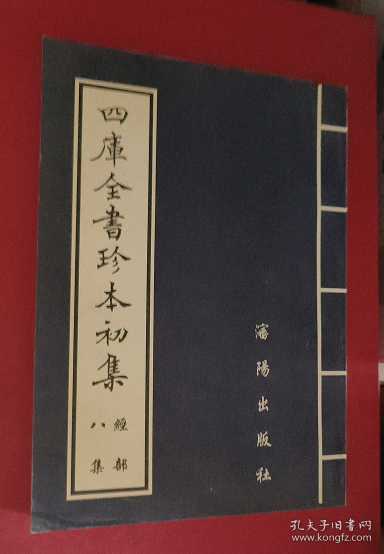 四庫全書珍本初集
經部
八集
瀋陽出版社
孔夫子旧书网
www.kongfz.com